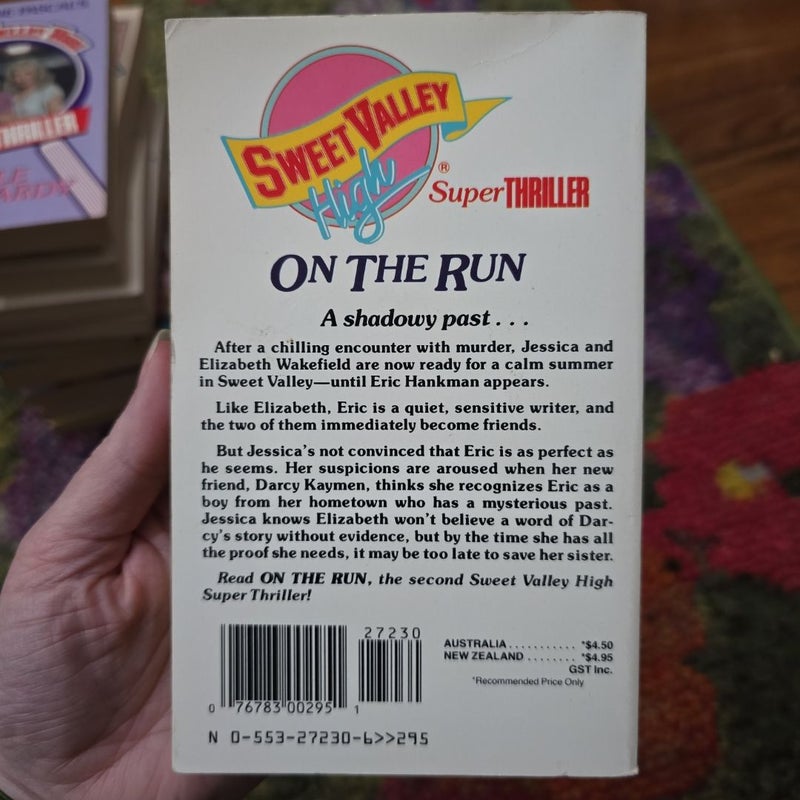 SWEET VALLEY
High®
Super THRILLER
ON THE RUN
A shadowy past . . .
After a chilling encounter with murder, Jessica and
Elizabeth Wakefield are now ready for a calm summer
in Sweet Valley—until Eric Hankman appears.
Like Elizabeth, Eric is a quiet, sensitive writer, and
the two of them immediately become friends.
But Jessica's not convinced that Eric is as perfect as
he seems. Her suspicions are aroused when her new
friend, Darcy Kaymen, thinks she recognizes Eric as a
boy from her hometown who has a mysterious past.
Jessica knows Elizabeth won't believe a word of Dar-
cy's story without evidence, but by the time she has all
the proof she needs, it may be too late to save her sister.
Read ON THE RUN, the second Sweet Valley High
Super Thriller!
27230
AUSTRALIA . . . . . . . . . . . *$4.50
NEW ZEALAND . . . . . . . . *$4.95
GST Inc.
*Recommended Price Only
0 76783 00295 1
N 0-553-27230-6>>295
THRILLER